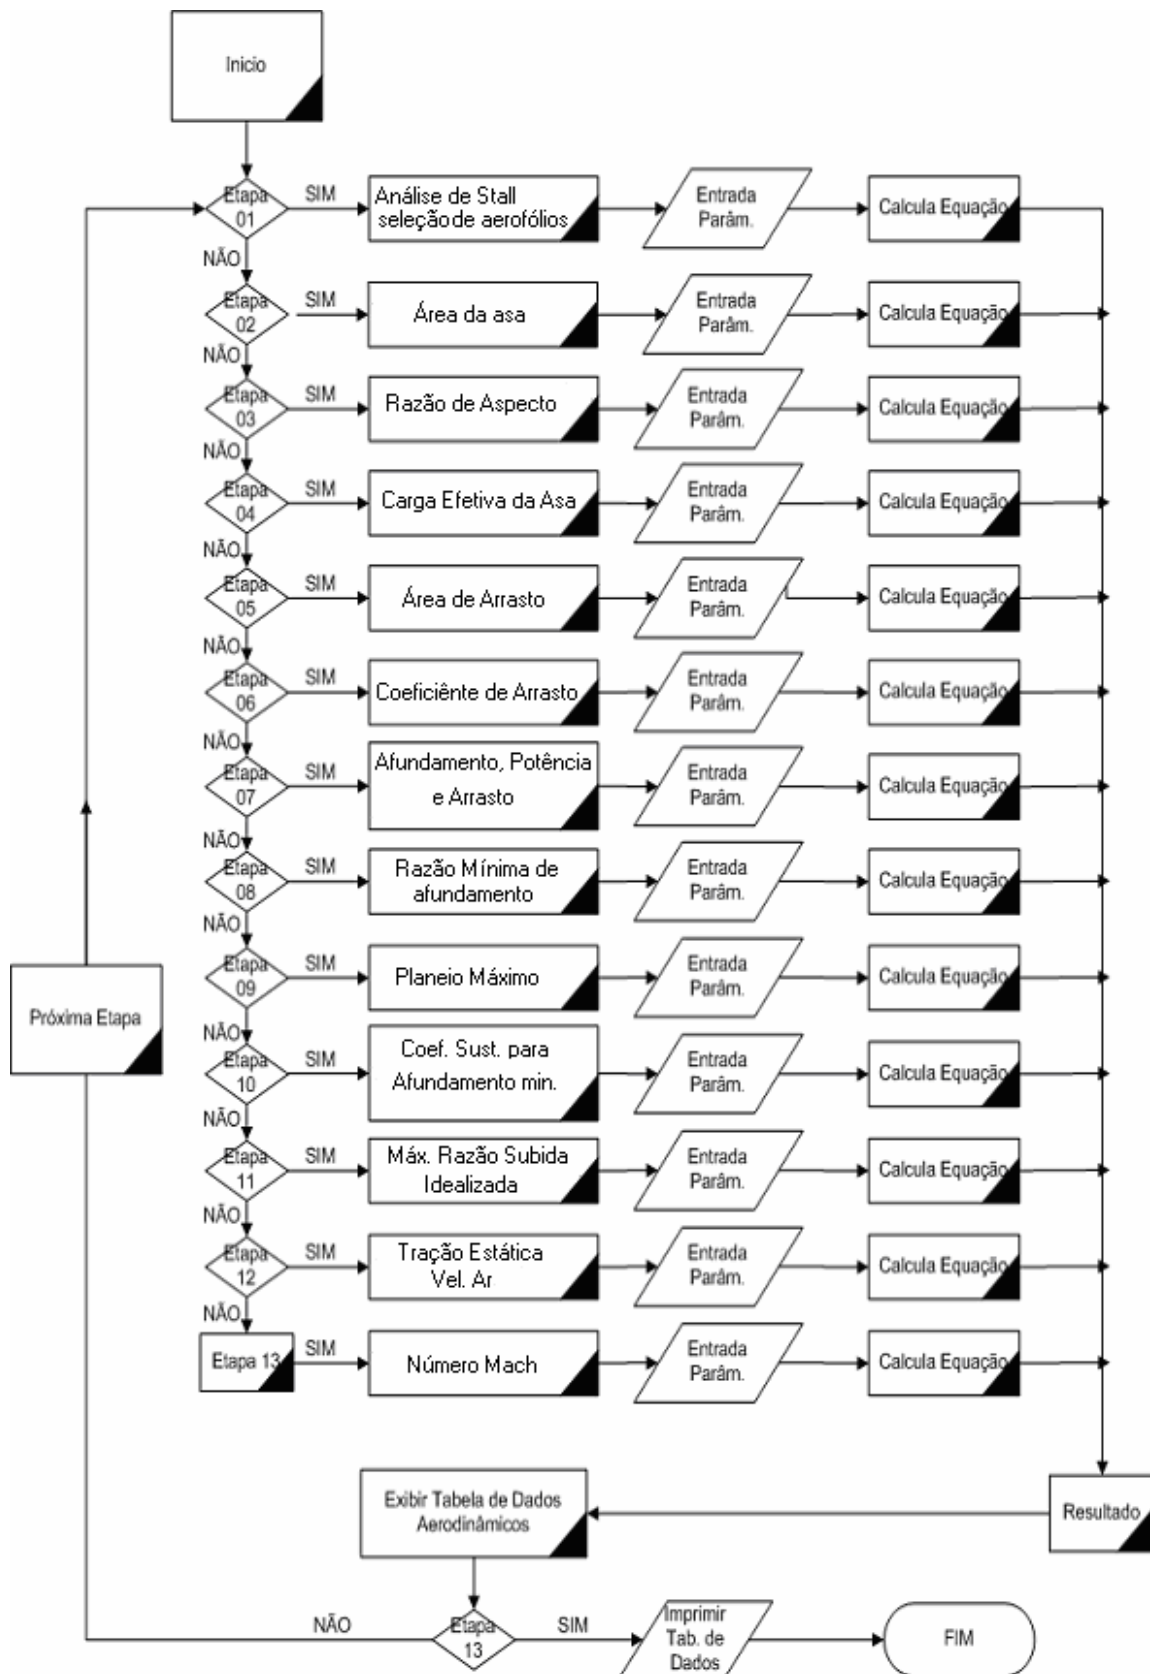 Inicio
Etapa
01
SIM
Análise de Stall
seleção de aerofólios
Entrada
Parâm.
Calcula Equação
NÃO
Etapa
02
SIM
Área da asa
Entrada
Parâm.
Calcula Equação
NÃO
Etapa
03
SIM
Razão de Aspecto
Entrada
Parâm.
Calcula Equação
NÃO
Etapa
04
SIM
Carga Efetiva da Asa
Entrada
Parâm.
Calcula Equação
NÃO
Etapa
05
SIM
Área de Arrasto
Entrada
Parâm.
Calcula Equação
NÃO
Etapa
06
SIM
Coeficiênte de Arrasto
Entrada
Parâm.
Calcula Equação
NÃO
Etapa
07
SIM
Afundamento, Potência
e Arrasto
Entrada
Parâm.
Calcula Equação
NÃO
Etapa
08
SIM
Razão Mínima de
afundamento
Entrada
Parâm.
Calcula Equação
NÃO
Etapa
09
SIM
Planeio Máximo
Entrada
Parâm.
Calcula Equação
Próxima Etapa
NÃO
Etapa
10
SIM
Coef. Sust. para
Afundamento min.
Entrada
Parâm.
Calcula Equação
NÃO
Etapa
11
SIM
Máx. Razão Subida
Idealizada
Entrada
Parâm.
Calcula Equação
NÃO
Etapa
12
SIM
Tração Estática
Vel. Ar
Entrada
Parâm.
Calcula Equação
NÃO
Etapa 13
SIM
Número Mach
Entrada
Parâm.
Calcula Equação
Exibir Tabela de Dados
Aerodinâmicos
Resultado
NÃO
Etapa
13
SIM
Imprimir
Tab. de
Dados
FIM